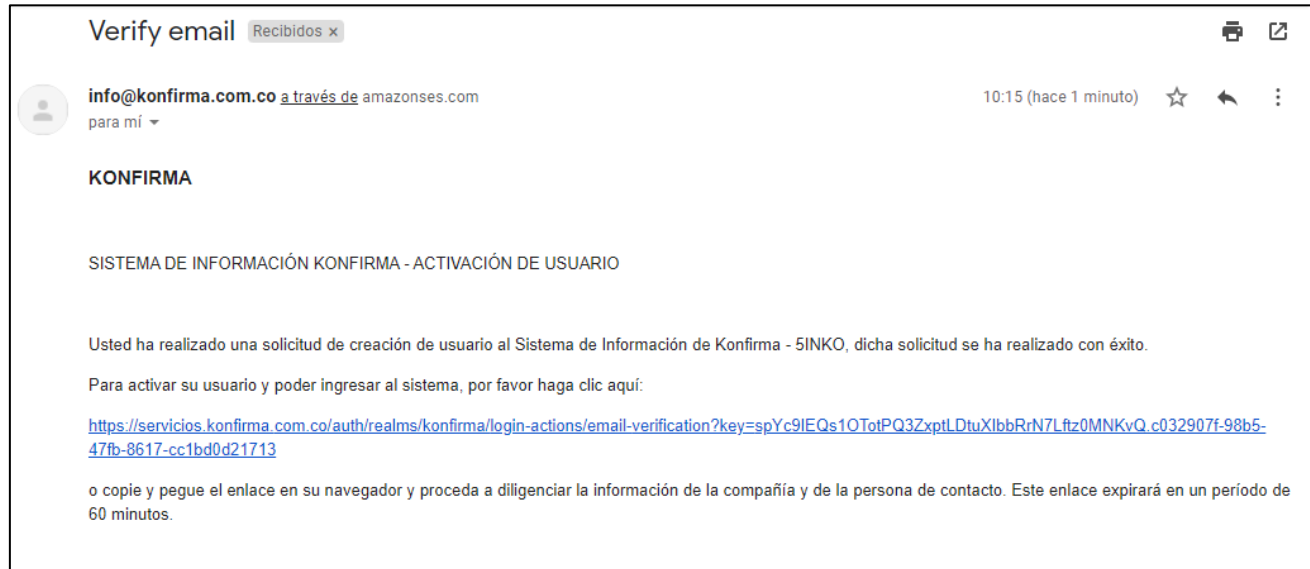 Verify email Recibidos x
info@konfirma.com.co a través de amazonses.com 10:15 (hace 1 minuto)
para mí
KONFIRMA
SISTEMA DE INFORMACIÓN KONFIRMA - ACTIVACIÓN DE USUARIO
Usted ha realizado una solicitud de creación de usuario al Sistema de Información de Konfirma - 5INKO, dicha solicitud se ha realizado con éxito.
Para activar su usuario y poder ingresar al sistema, por favor haga clic aquí:
https://servicios.konfirma.com.co/auth/realms/konfirma/login-actions/email-verification?key=spYc9IEQs1OTotPQ3ZxptLDtuXIbbRrN7Lftz0MNKvQ.c032907f-98b5-
47fb-8617-cc1bd0d21713
o copie y pegue el enlace en su navegador y proceda a diligenciar la información de la compañía y de la persona de contacto. Este enlace expirará en un período de
60 minutos.